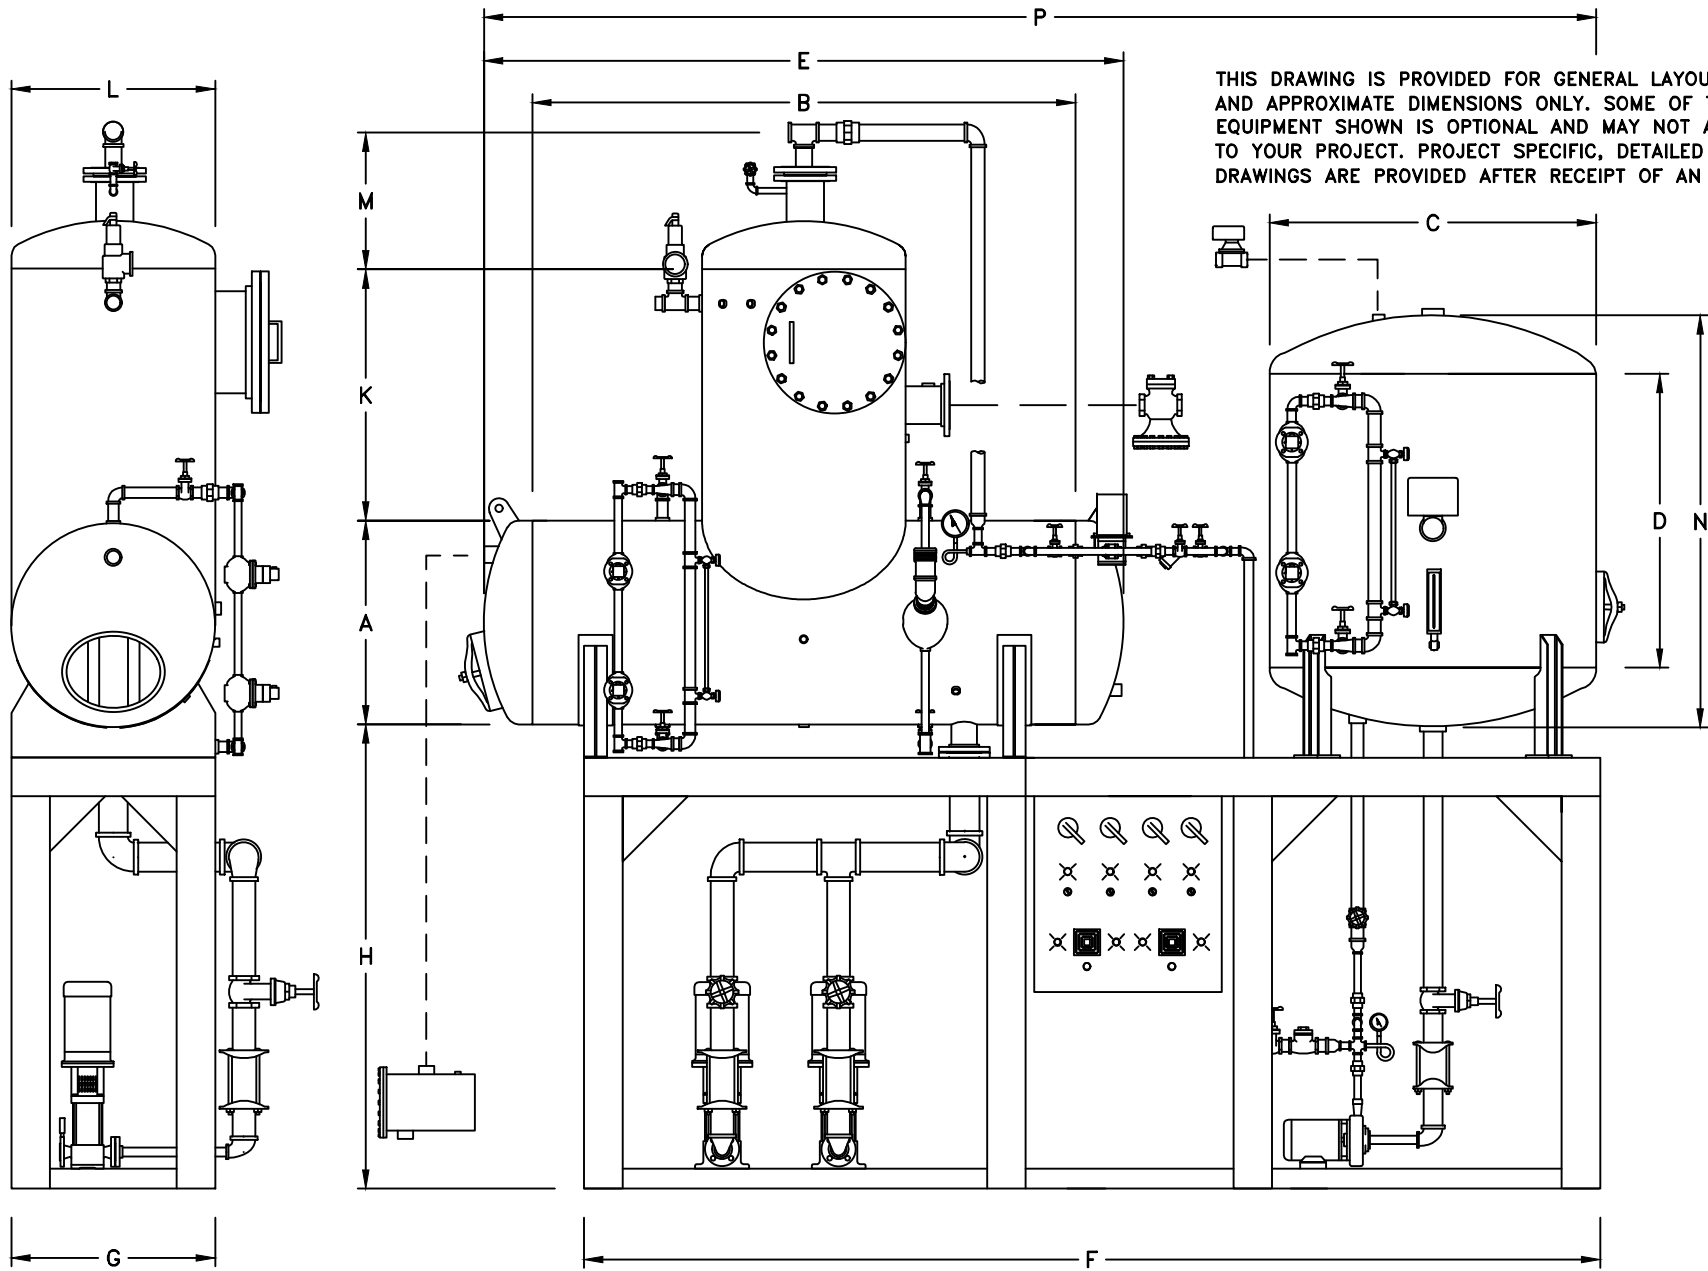 P
E
L
B
THIS DRAWING IS PROVIDED FOR GENERAL
AND APPROXIMATE DIMENSIONS ONLY. SOME OF
EQUIPMENT SHOWN IS OPTIONAL AND MAY NOT
TO YOUR PROJECT. PROJECT SPECIFIC, DETAILED
DRAWINGS ARE PROVIDED AFTER RECEIPT OF AN
M
C
K
D
N
A
H
G
F